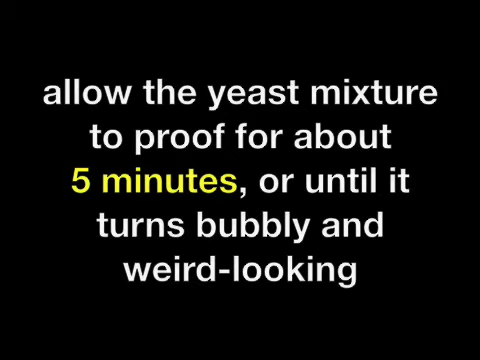 allow the yeast mixture
to proof for about
5 minutes, or until it
turns bubbly and
weird-looking